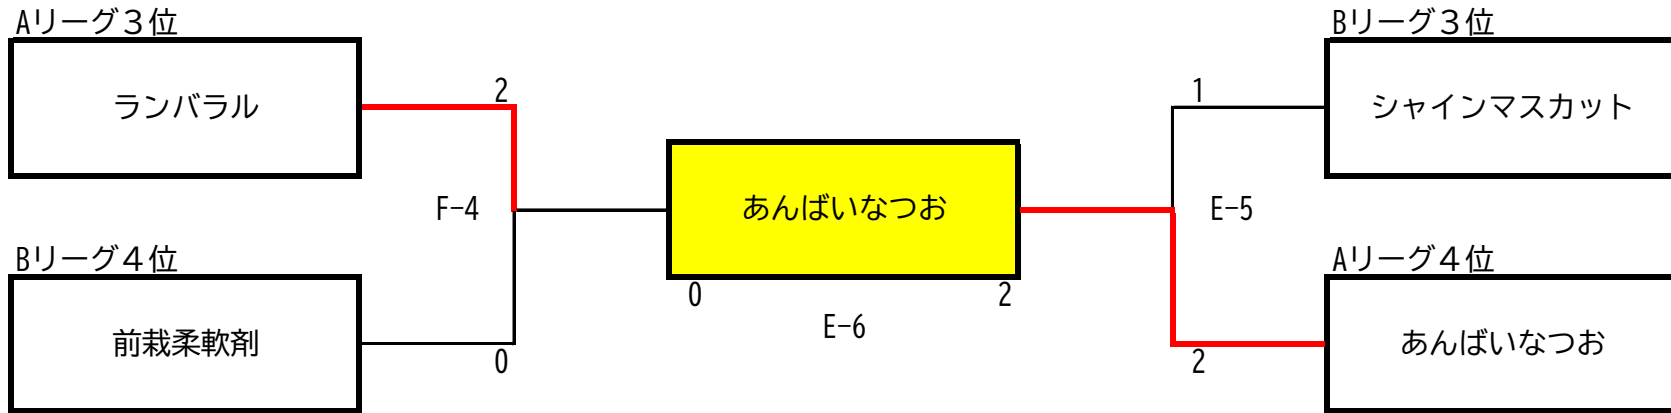 Aリーグ３位
Bリーグ３位
ランバラル
2
1
シャインマスカット
F-4
あんばいなつお
E-5
Bリーグ４位
Aリーグ４位
0
2
E-6
前栽柔軟剤
0
2
あんばいなつお